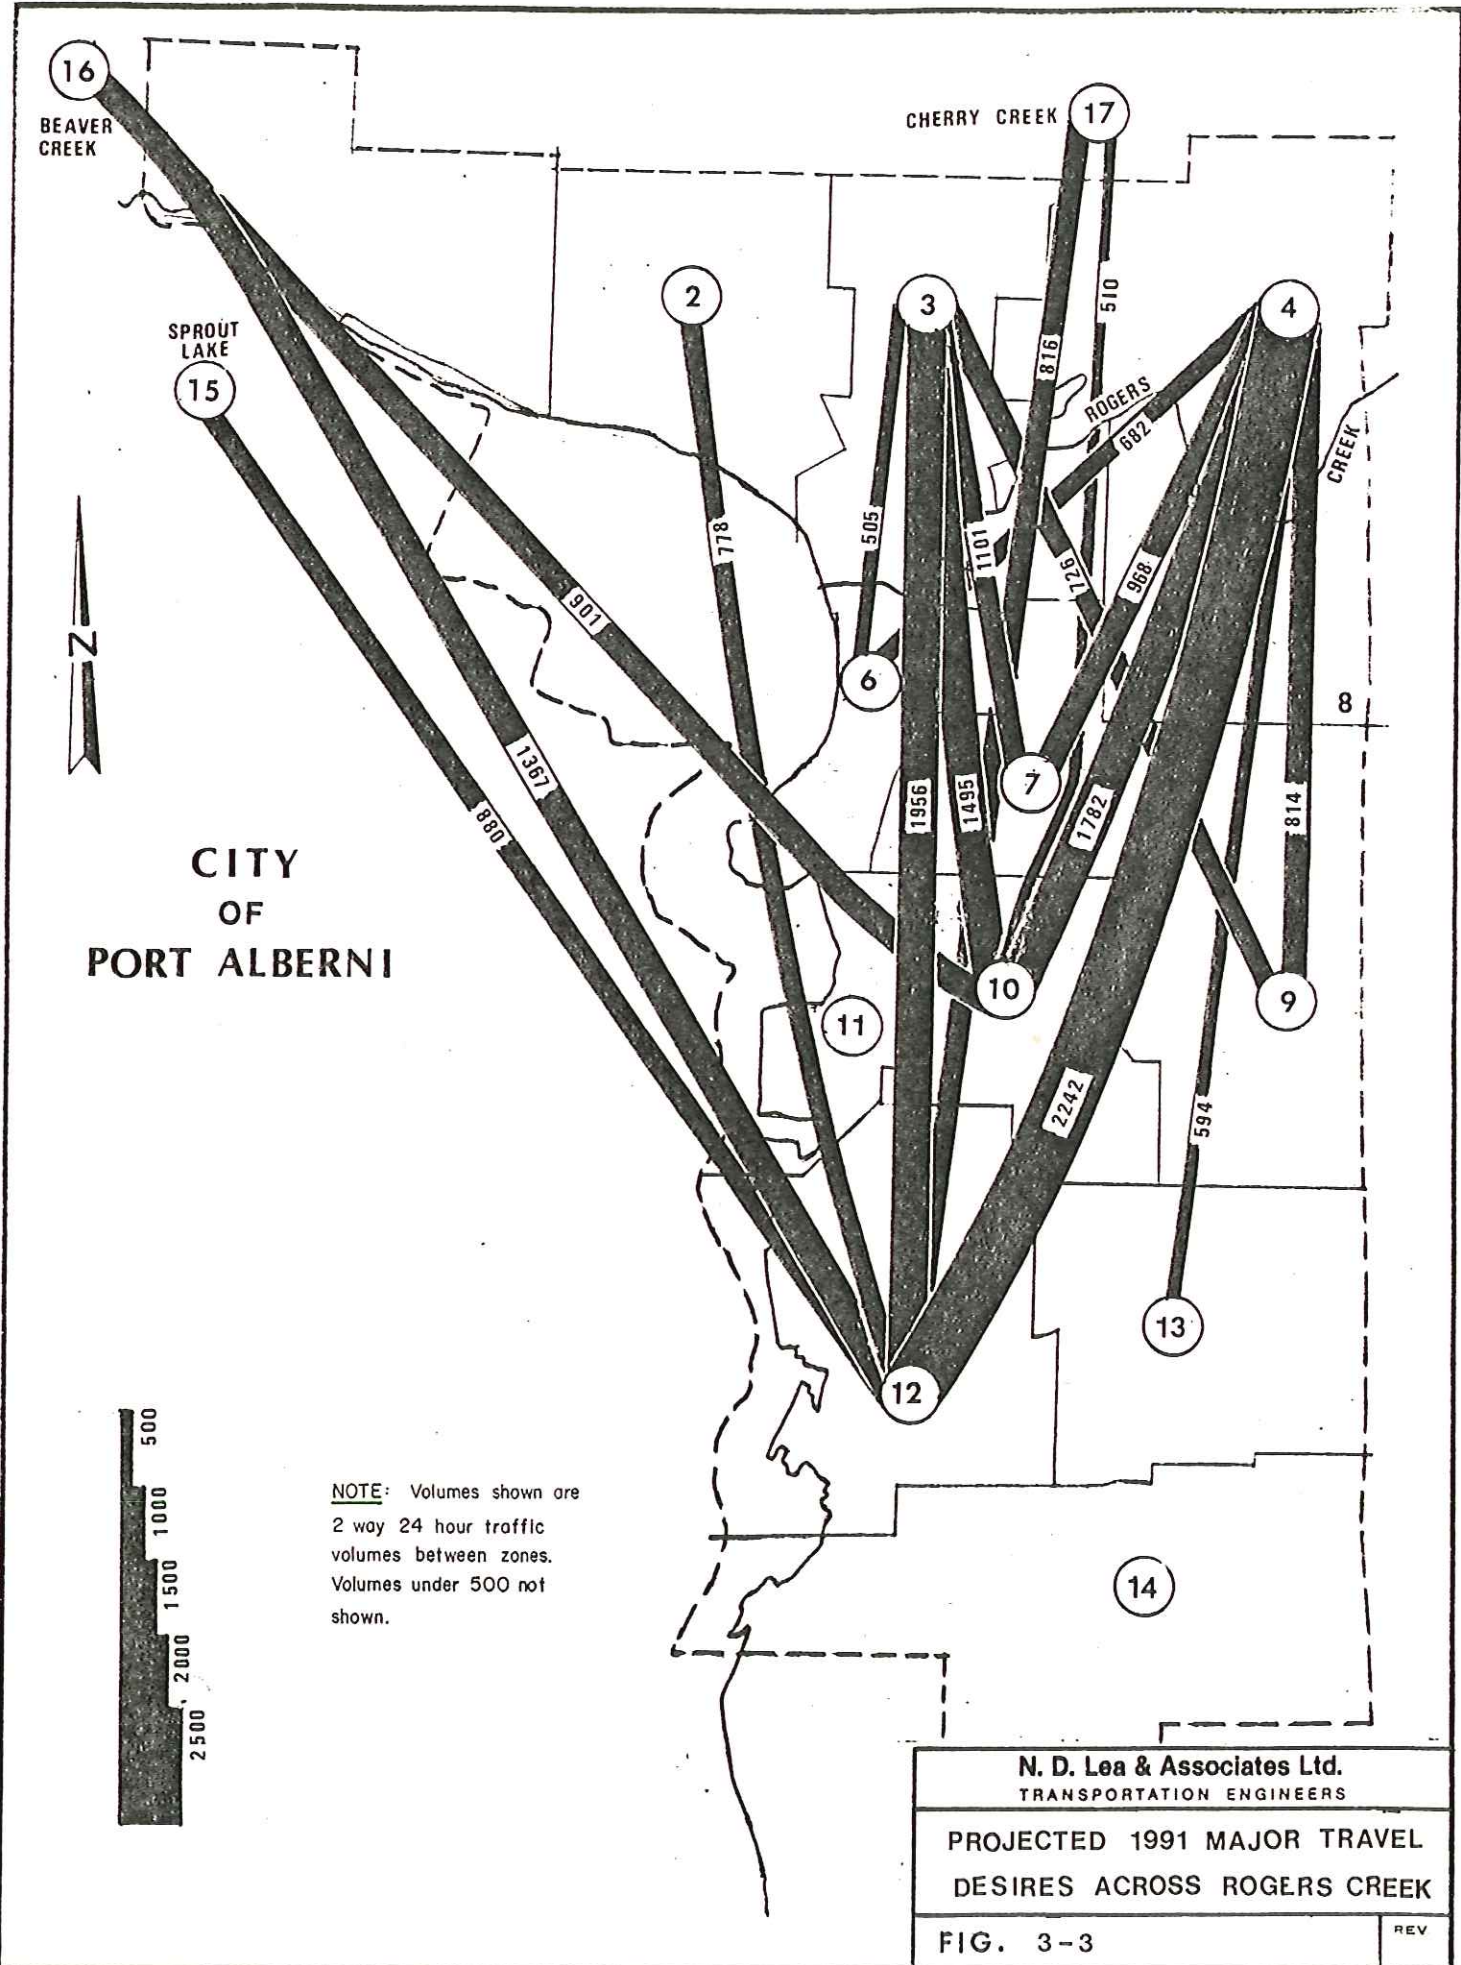 16
BEAVER
CREEK
CHERRY CREEK
17
2
3
4
SPROUT
LAKE
15
510
816
ROGERS
682
CREEK
505
778
1101
726
968
901
N
6
8
7
1367
880
1956
1495
1782
814
CITY
OF
PORT ALBERNI
10
9
11
2242
594
13
12
500
1000
1500
2000
2500
NOTE: Volumes shown are
2 way 24 hour traffic
volumes between zones.
Volumes under 500 not
shown.
14
N. D. Lea & Associates Ltd.
TRANSPORTATION ENGINEERS
PROJECTED 1991 MAJOR TRAVEL
DESIRES ACROSS ROGERS CREEK
FIG. 3-3
REV